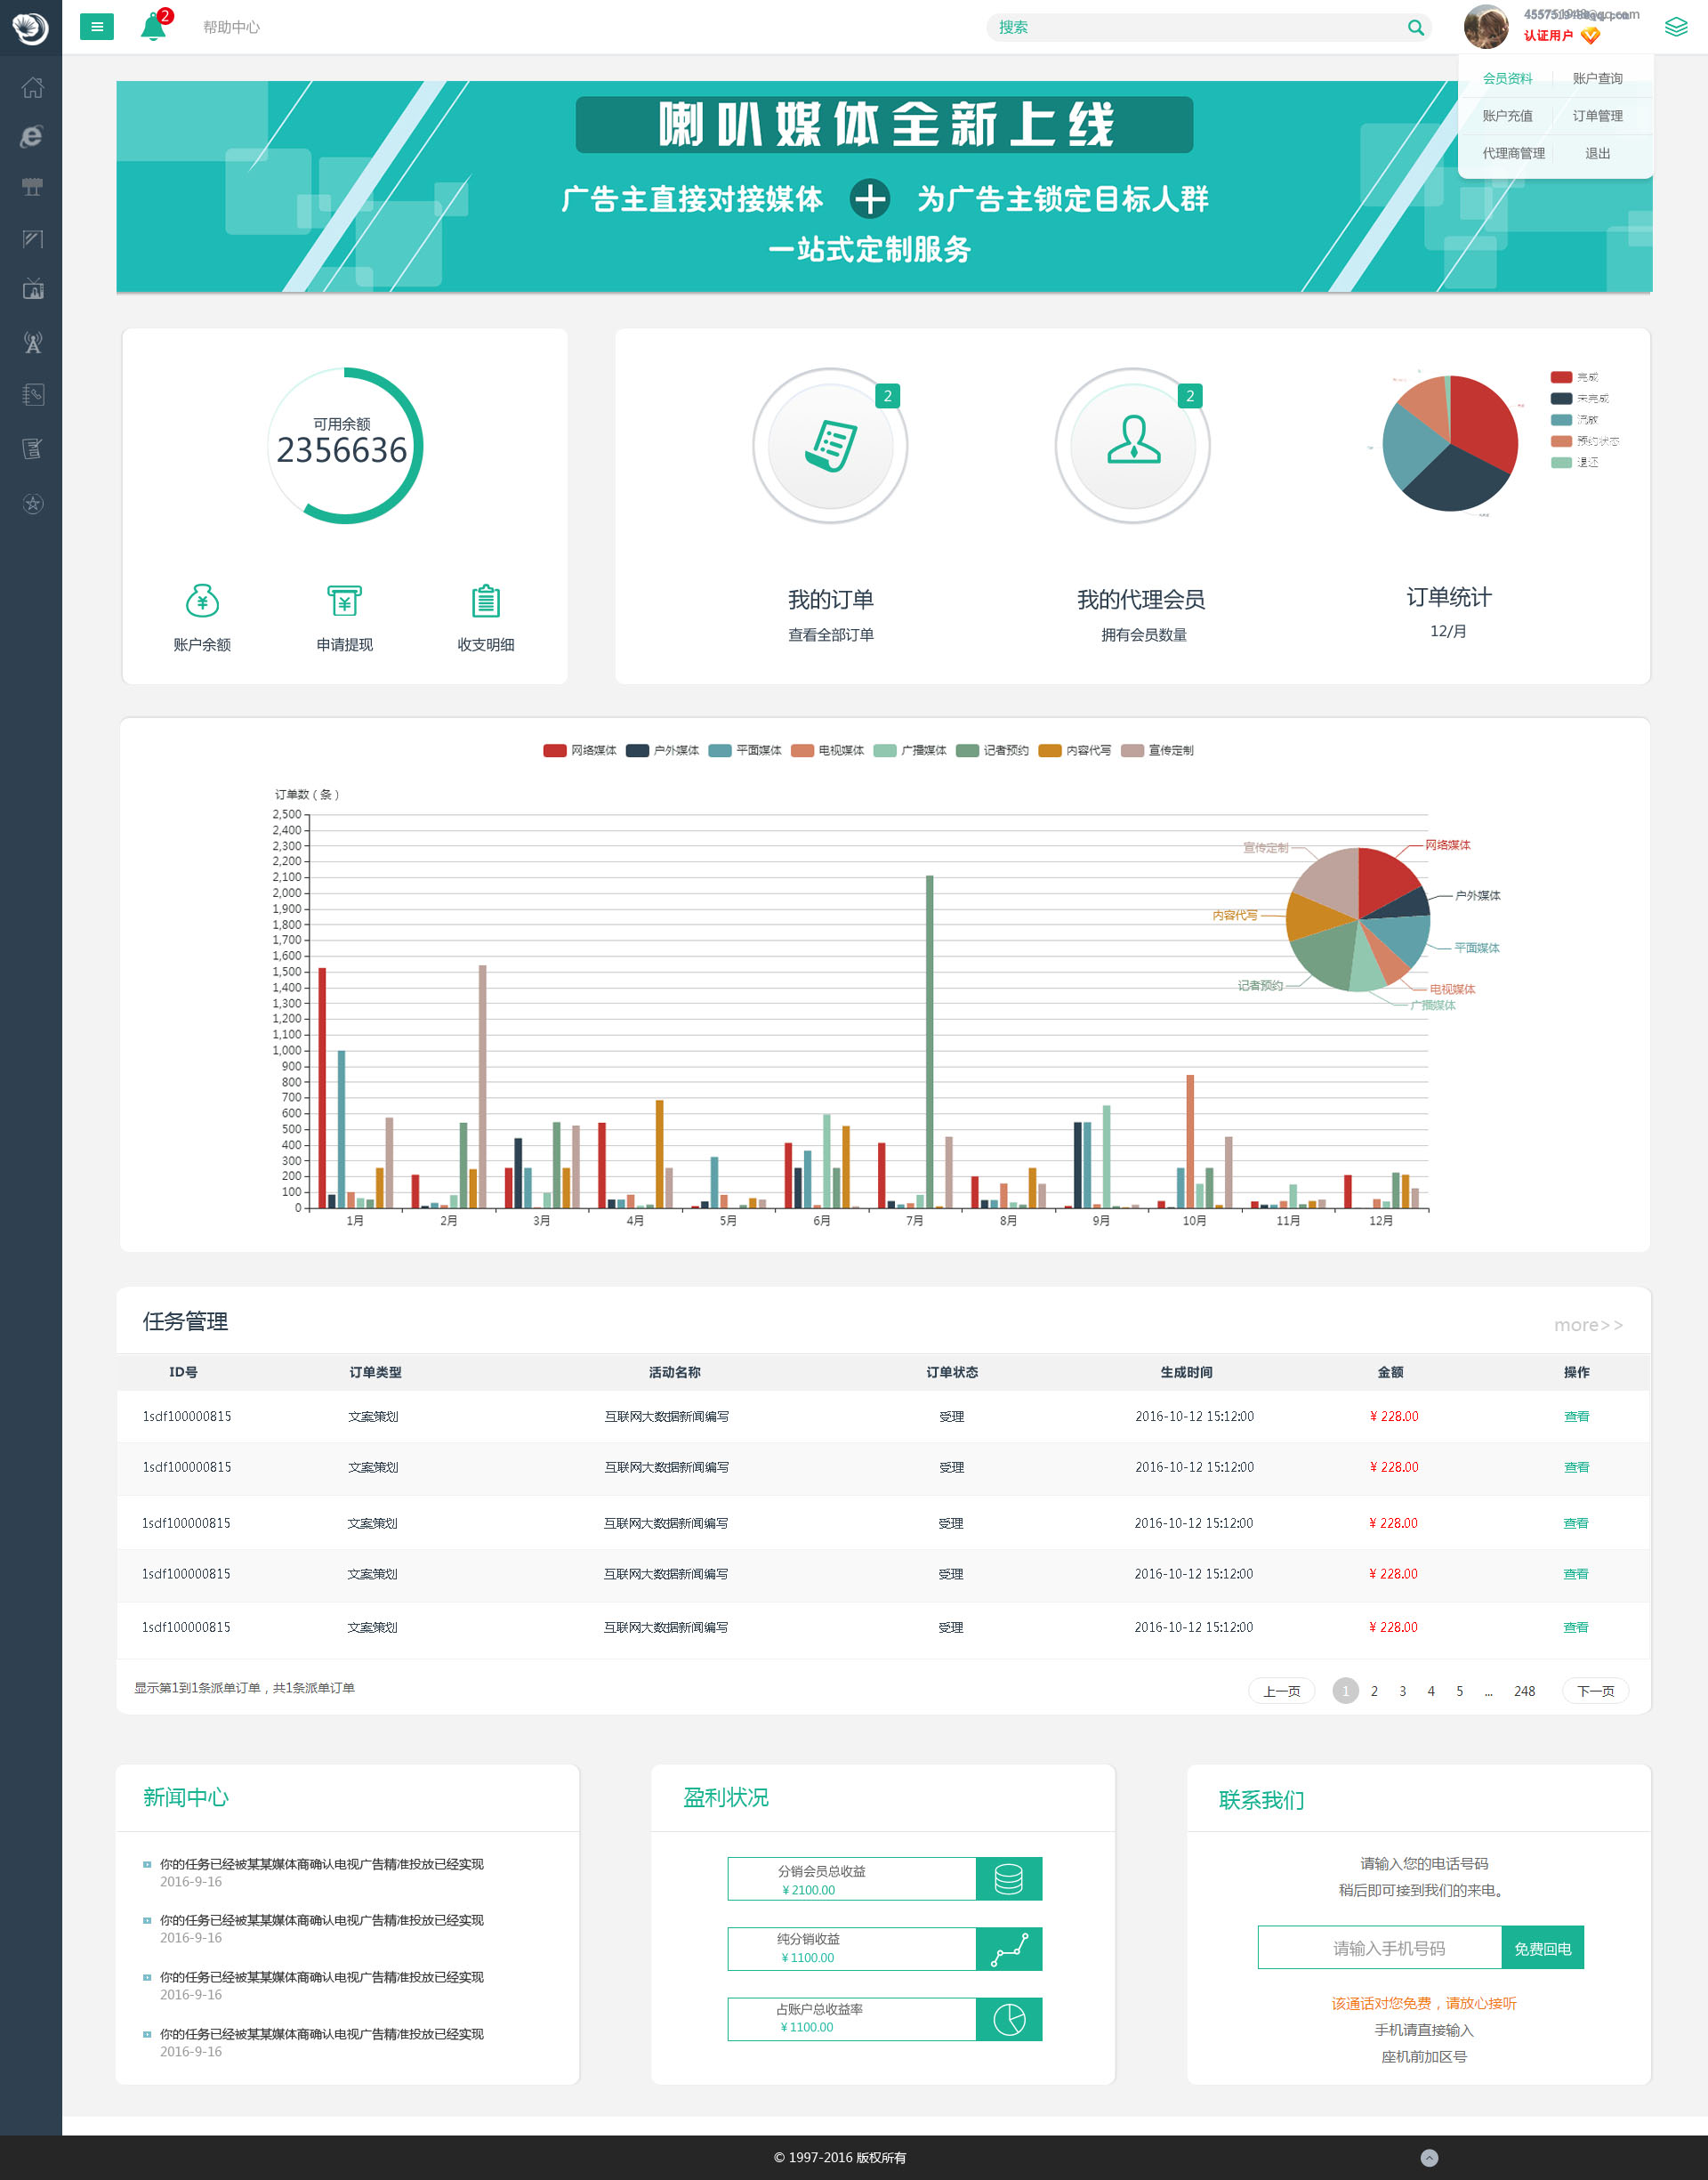 2
帮助中心
搜索
认证用户
会员资料
账户查询
账户充值
订单管理
代理商管理
退出
喇叭媒体全新上线
广告主直接对接媒体 + 为广告主锁定目标人群
一站式定制服务
可用余额
2356636
账户余额
申请提现
收支明细
2
我的订单
查看全部订单
2
我的代理会员
拥有会员数量
完成
未完成
流放
预约状态
退还
订单统计
12/月
网络媒体 户外媒体 平面媒体 电视媒体 广播媒体 记者预约 内容代写 宣传定制
订单数（条）
2,500
2,400
2,300
2,200
2,100
2,000
1,900
1,800
1,700
1,600
1,500
1,400
1,300
1,200
1,100
1,000
900
800
700
600
500
400
300
200
100
0
1月 2月 3月 4月 5月 6月 7月 8月 9月 10月 11月 12月
宣传定制
网络媒体
户外媒体
内容代写
平面媒体
记者预约
电视媒体
广播媒体
任务管理
more>>
ID号 订单类型 活动名称 订单状态 生成时间 金额 操作
1sdf100000815 文案策划 互联网大数据新闻编写 受理 2016-10-12 15:12:00 ¥ 228.00 查看
1sdf100000815 文案策划 互联网大数据新闻编写 受理 2016-10-12 15:12:00 ¥ 228.00 查看
1sdf100000815 文案策划 互联网大数据新闻编写 受理 2016-10-12 15:12:00 ¥ 228.00 查看
1sdf100000815 文案策划 互联网大数据新闻编写 受理 2016-10-12 15:12:00 ¥ 228.00 查看
1sdf100000815 文案策划 互联网大数据新闻编写 受理 2016-10-12 15:12:00 ¥ 228.00 查看
显示第1到1条派单订单，共1条派单订单
上一页 1 2 3 4 5 ... 248 下一页
新闻中心
你的任务已经被某某媒体商确认电视广告精准投放已经实现
2016-9-16
你的任务已经被某某媒体商确认电视广告精准投放已经实现
2016-9-16
你的任务已经被某某媒体商确认电视广告精准投放已经实现
2016-9-16
你的任务已经被某某媒体商确认电视广告精准投放已经实现
2016-9-16
盈利状况
分销会员总收益
¥ 2100.00
纯分销收益
¥ 1100.00
占账户总收益率
¥ 1100.00
联系我们
请输入您的电话号码
稍后即可接到我们的来电。
请输入手机号码 免费回电
该通话对您免费，请放心接听
手机请直接输入
座机前加区号
© 1997-2016 版权所有